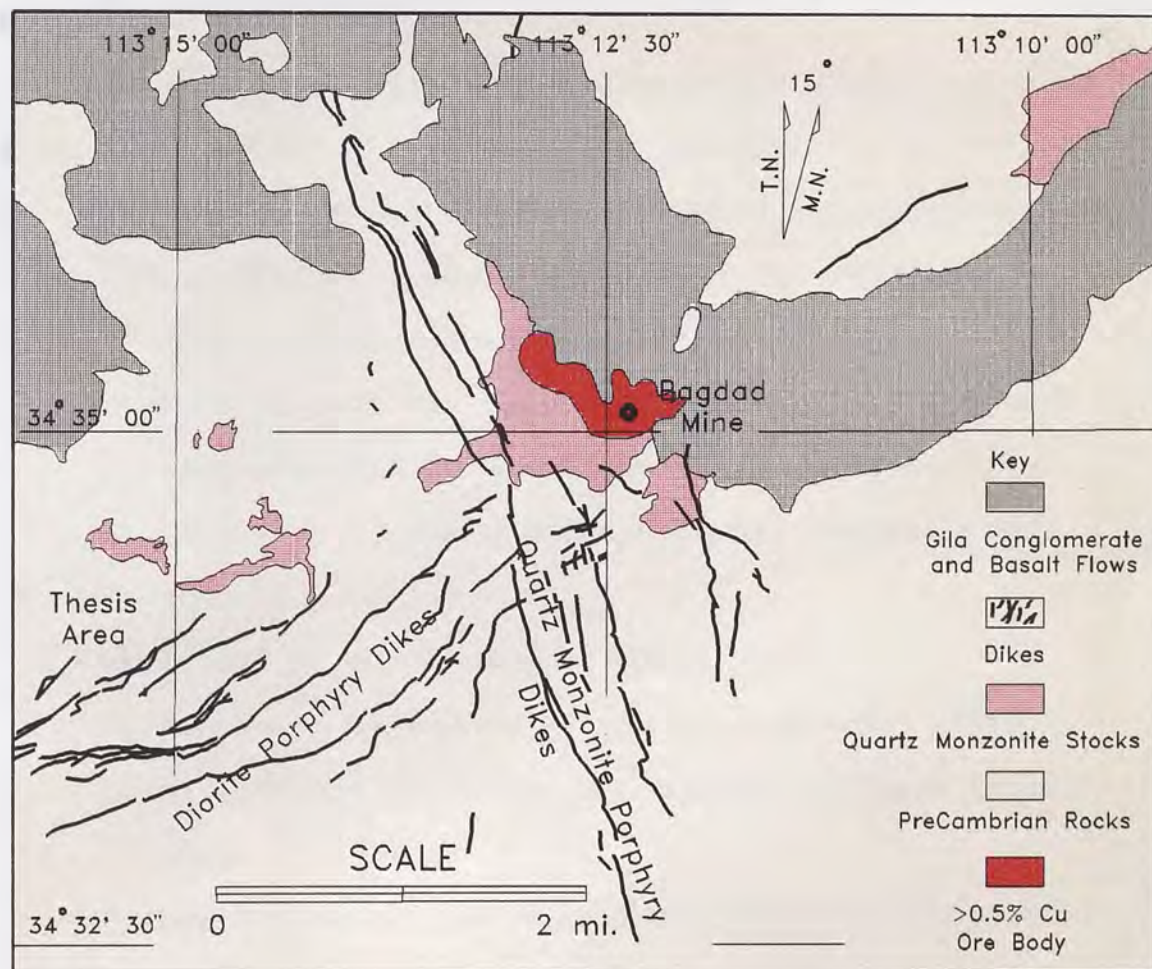 113° 15' 00"
113° 12' 30"
113° 10' 00"
15°
T.N.
M.N.
34° 35' 00"
Bagdad
Mine
Key
Gila Conglomerate
and Basalt Flows
Dikes
Quartz Monzonite Stocks
PreCambrian Rocks
>0.5% Cu
Ore Body
Thesis
Area
Diorite Porphyry Dikes
Quartz Monzonite Porphyry
Dikes
SCALE
0
2 mi.
34° 32' 30"